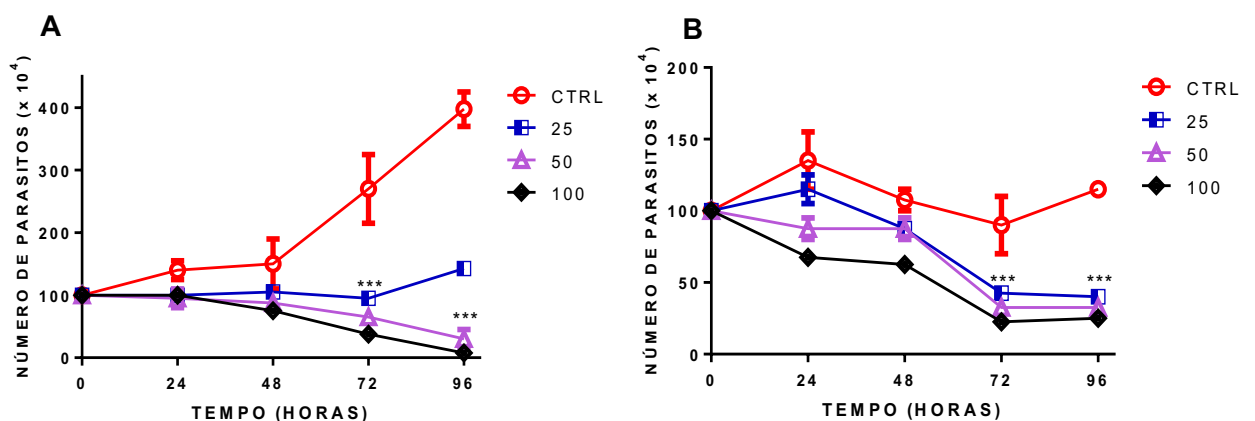 A
NÚMERO DE PARASITOS (x 10⁴)
400
300
200
100
0
0 24 48 72 96
TEMPO (HORAS)
***
***
CTRL
25
50
100
B
NÚMERO DE PARASITOS (x 10⁴)
200
150
100
50
0
0 24 48 72 96
TEMPO (HORAS)
*** ***
CTRL
25
50
100